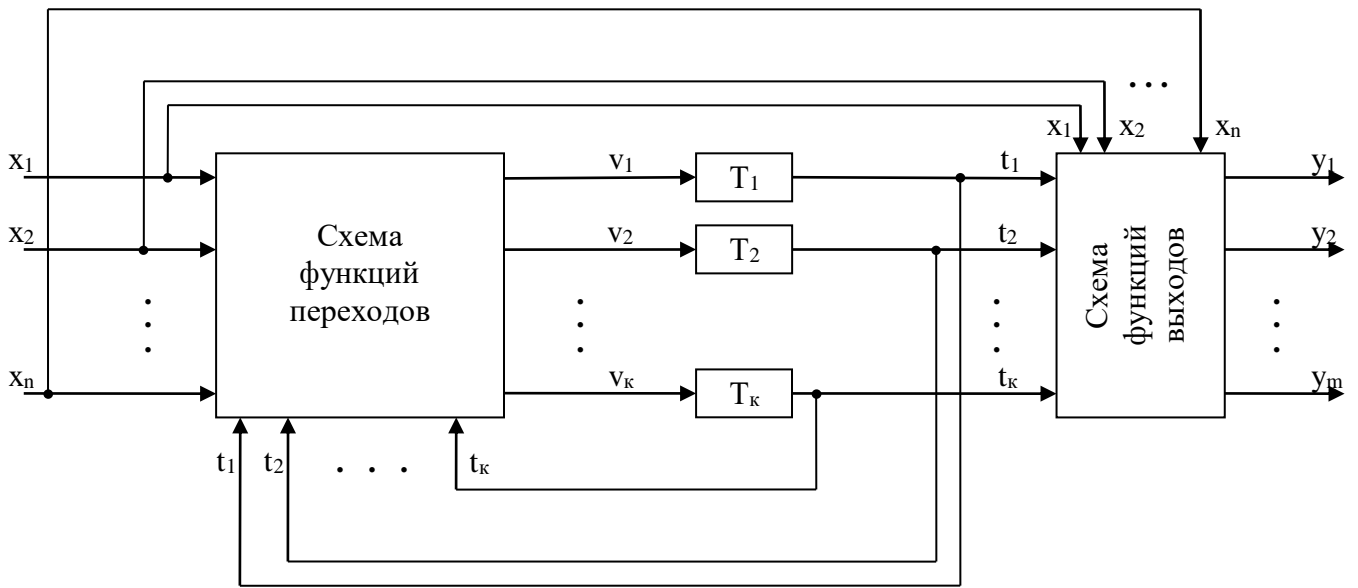 . . .
x₁ x₂ xₙ
x₁ v₁ T₁ t₁ y₁
x₂ v₂ T₂ t₂ y₂
Схема
функций
переходов
Схема
функций
выходов
xₙ vк Tк tк yₘ
t₁ t₂ . . . tк